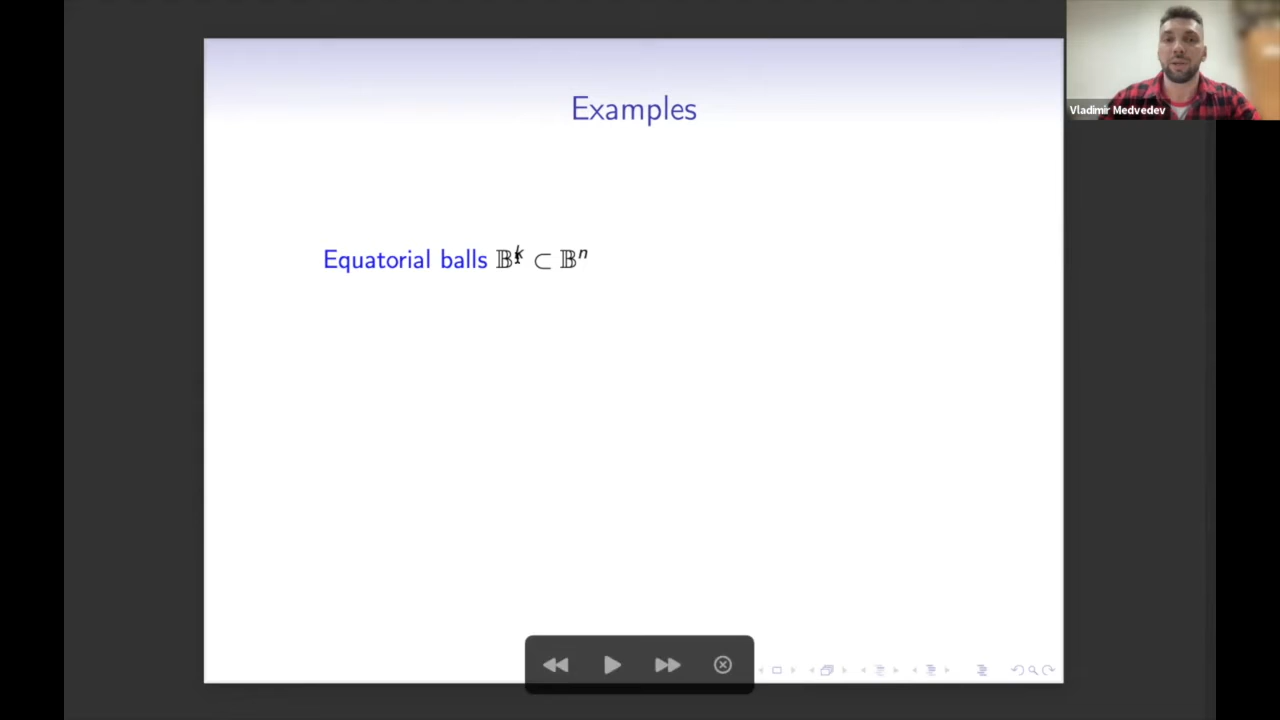 Examples
Vladimir Medvedev
Equatorial balls 𝔹ᵏ ⊂ 𝔹ⁿ